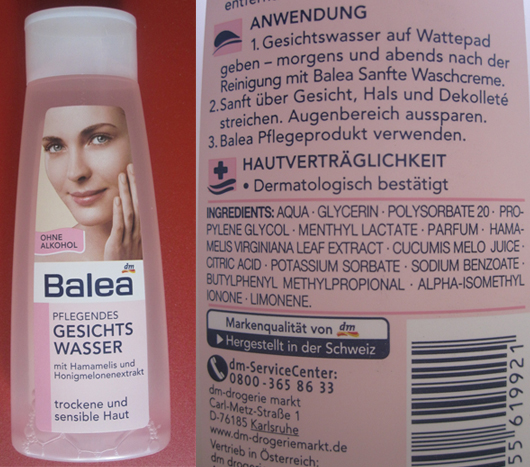 OHNE
ALKOHOL
dm
Balea
PFLEGENDES
GESICHTS
WASSER
mit Hamamelis und
Honigmelonenextrakt
trockene und
sensible Haut
ANWENDUNG
1. Gesichtswasser auf Wattepad
geben – morgens und abends nach der
Reinigung mit Balea Sanfte Waschcreme.
2. Sanft über Gesicht, Hals und Dekolleté
streichen. Augenbereich aussparen.
3. Balea Pflegeprodukt verwenden.
HAUTVERTRÄGLICHKEIT
• Dermatologisch bestätigt
INGREDIENTS: AQUA · GLYCERIN · POLYSORBATE 20 · PRO-
PYLENE GLYCOL · MENTHYL LACTATE · PARFUM · HAMA-
MELIS VIRGINIANA LEAF EXTRACT · CUCUMIS MELO JUICE ·
CITRIC ACID · POTASSIUM SORBATE · SODIUM BENZOATE ·
BUTYLPHENYL METHYLPROPIONAL · ALPHA-ISOMETHYL
IONONE · LIMONENE.
Markenqualität von dm
Hergestellt in der Schweiz
dm-ServiceCenter:
0800-365 86 33
dm-drogerie markt
Carl-Metz-Straße 1
D-76185 Karlsruhe
www.dm-drogeriemarkt.de
Vertrieb in Österreich:
dm drogerie
551619921